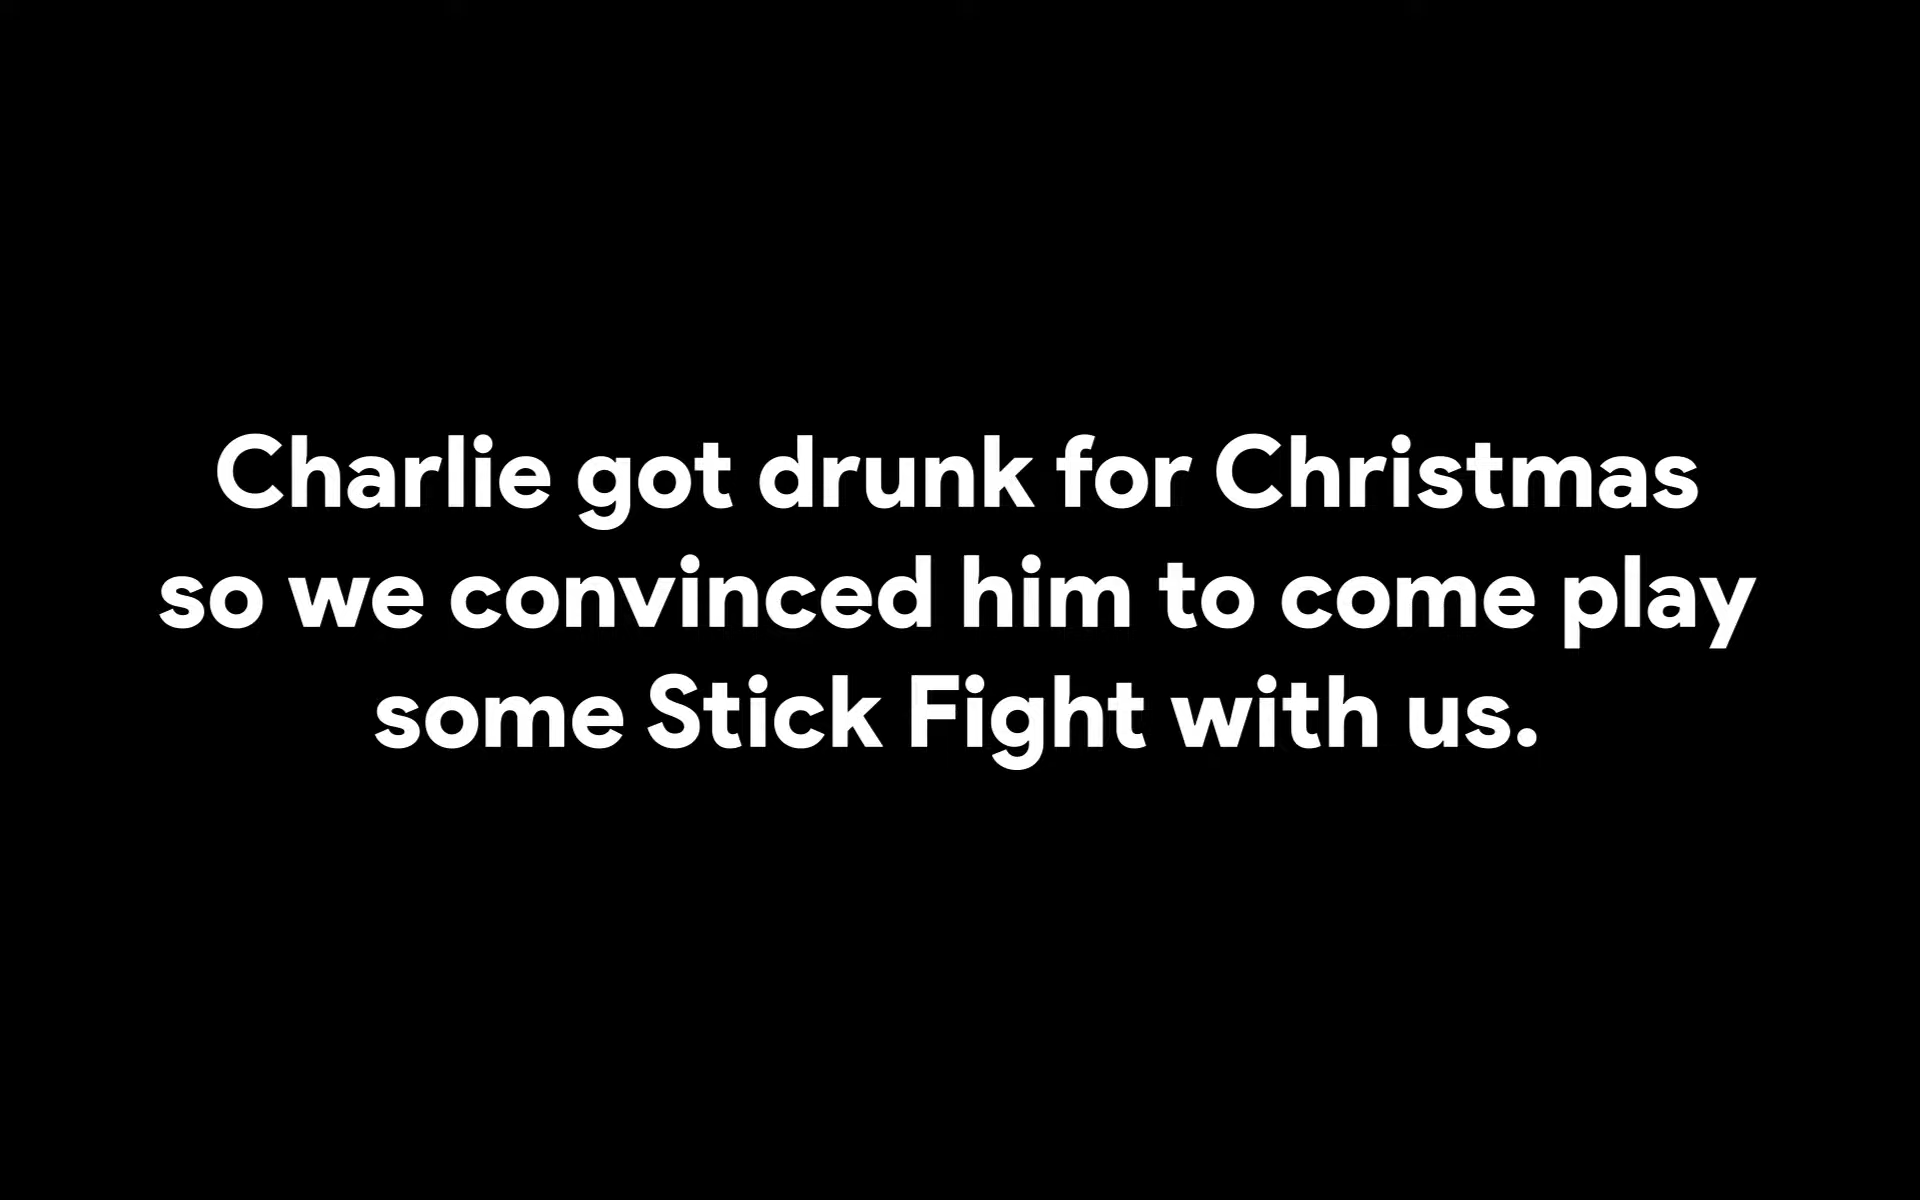 Charlie got drunk for Christmas
so we convinced him to come play
some Stick Fight with us.